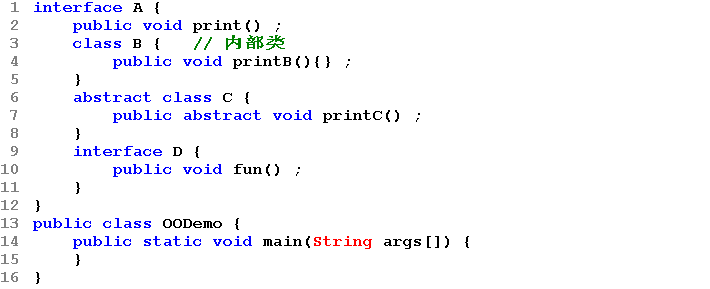 1 interface A {
2     public void print() ;
3     class B {   // 内部类
4         public void printB(){} ;
5     }
6     abstract class C {
7         public abstract void printC() ;
8     }
9     interface D {
10         public void fun() ;
11     }
12 }
13 public class OODemo {
14     public static void main(String args[]) {
15     }
16 }